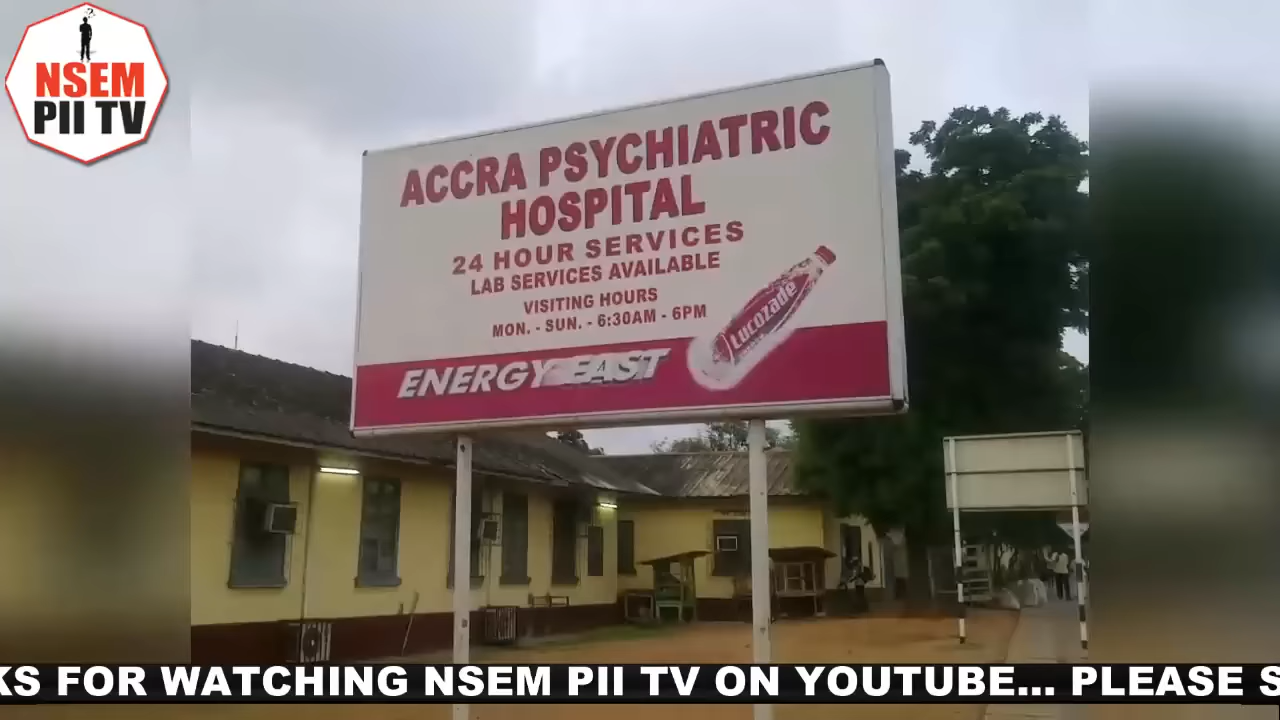 NSEM
PII TV
ACCRA PSYCHIATRIC
HOSPITAL
24 HOUR SERVICES
LAB SERVICES AVAILABLE
VISITING HOURS
MON. - SUN. - 6:30AM - 6PM
Lucozade
ENERGY EAST
KS FOR WATCHING NSEM PII TV ON YOUTUBE... PLEASE S